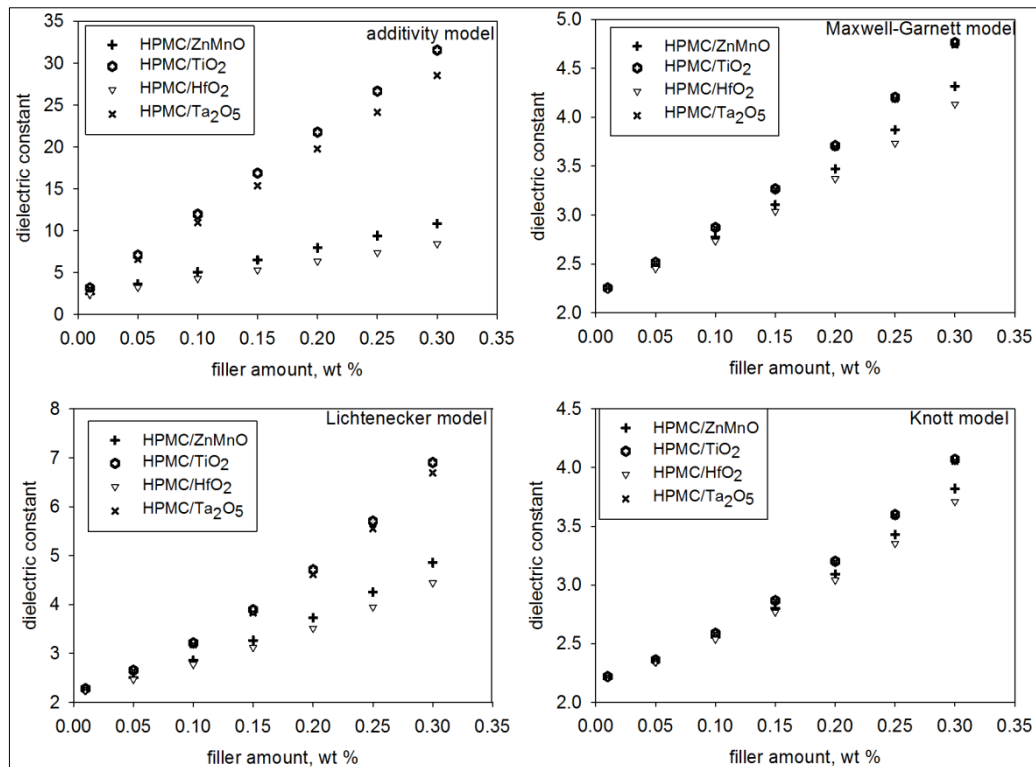 additivity model
HPMC/ZnMnO
HPMC/TiO2
HPMC/HfO2
HPMC/Ta2O5
dielectric constant
35
30
25
20
15
10
5
0
0.00 0.05 0.10 0.15 0.20 0.25 0.30 0.35
filler amount, wt %
Maxwell-Garnett model
HPMC/ZnMnO
HPMC/TiO2
HPMC/HfO2
HPMC/Ta2O5
dielectric constant
5.0
4.5
4.0
3.5
3.0
2.5
2.0
0.00 0.05 0.10 0.15 0.20 0.25 0.30 0.35
filler amount, wt %
Lichtenecker model
HPMC/ZnMnO
HPMC/TiO2
HPMC/HfO2
HPMC/Ta2O5
dielectric constant
8
7
6
5
4
3
2
0.00 0.05 0.10 0.15 0.20 0.25 0.30 0.35
filler amount, wt %
Knott model
HPMC/ZnMnO
HPMC/TiO2
HPMC/HfO2
HPMC/Ta2O5
dielectric constant
4.5
4.0
3.5
3.0
2.5
2.0
0.00 0.05 0.10 0.15 0.20 0.25 0.30 0.35
filler amount, wt %